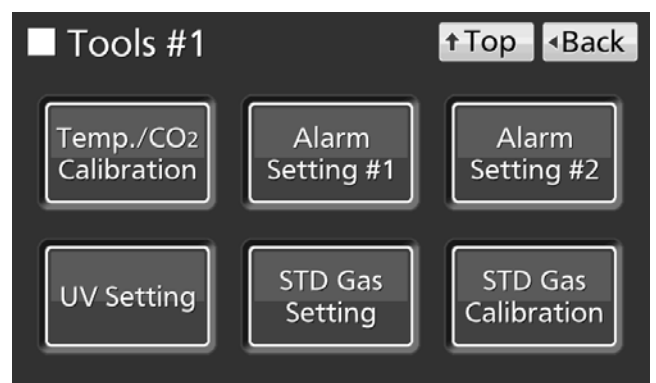 Tools #1
↑Top
◂Back
Temp./CO2
Calibration
Alarm
Setting #1
Alarm
Setting #2
UV Setting
STD Gas
Setting
STD Gas
Calibration